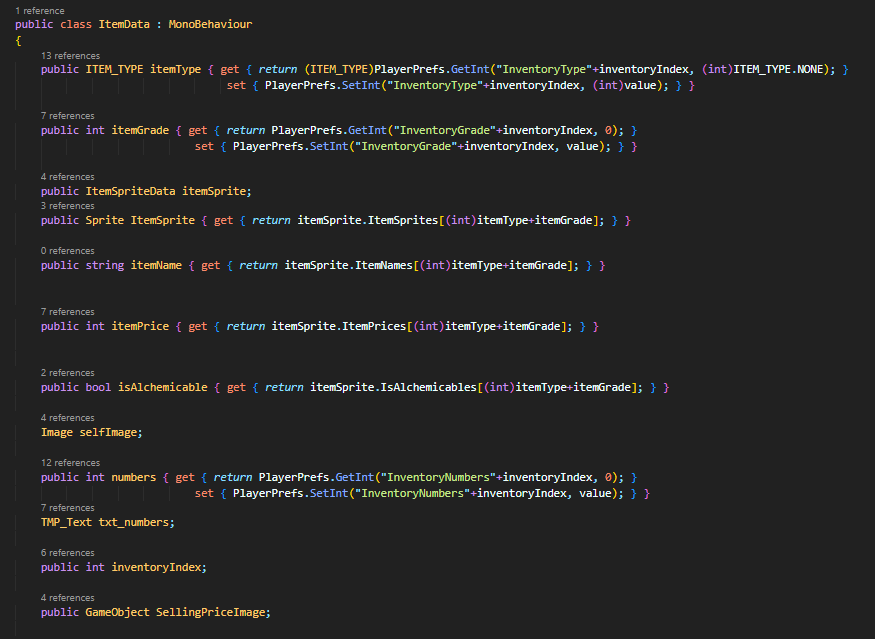 1 reference
public class ItemData : MonoBehaviour
{
13 references
public ITEM_TYPE itemType { get { return (ITEM_TYPE)PlayerPrefs.GetInt("InventoryType"+inventoryIndex, (int)ITEM_TYPE.NONE); }
set { PlayerPrefs.SetInt("InventoryType"+inventoryIndex, (int)value); } }
7 references
public int itemGrade { get { return PlayerPrefs.GetInt("InventoryGrade"+inventoryIndex, 0); }
set { PlayerPrefs.SetInt("InventoryGrade"+inventoryIndex, value); } }
4 references
public ItemSpriteData itemSprite;
3 references
public Sprite ItemSprite { get { return itemSprite.ItemSprites[(int)itemType+itemGrade]; } }
0 references
public string itemName { get { return itemSprite.ItemNames[(int)itemType+itemGrade]; } }
7 references
public int itemPrice { get { return itemSprite.ItemPrices[(int)itemType+itemGrade]; } }
2 references
public bool isAlchemicable { get { return itemSprite.IsAlchemicables[(int)itemType+itemGrade]; } }
4 references
Image selfImage;
12 references
public int numbers { get { return PlayerPrefs.GetInt("InventoryNumbers"+inventoryIndex, 0); }
set { PlayerPrefs.SetInt("InventoryNumbers"+inventoryIndex, value); } }
7 references
TMP_Text txt_numbers;
6 references
public int inventoryIndex;
4 references
public GameObject SellingPriceImage;